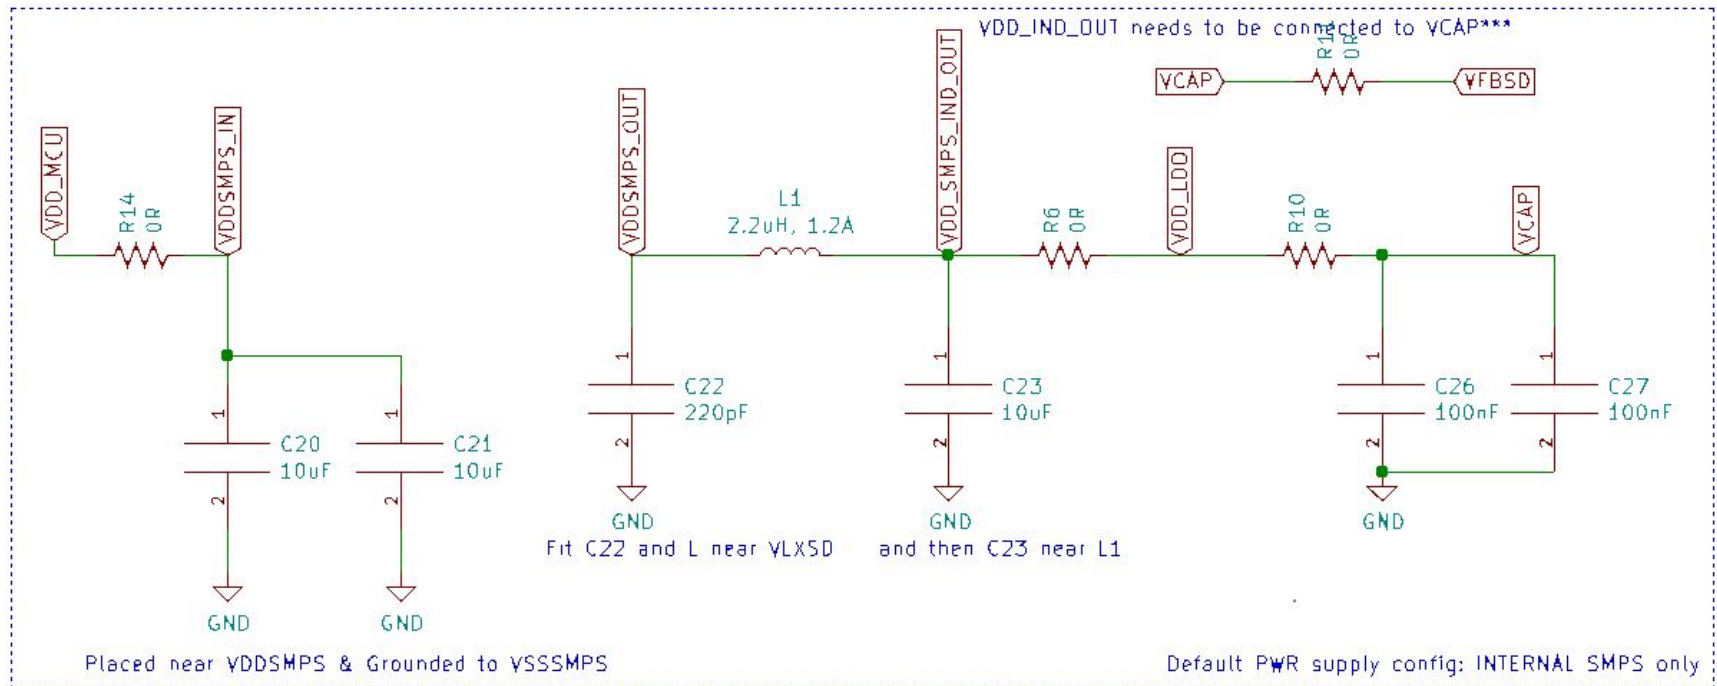 VDD_IND_OUT needs to be connected to VCAP***
R11
0R
VCAP
VFBSD
VDD_MCU
R14
0R
VDDSMPS_IN
VDDSMPS_OUT
L1
2.2uH, 1.2A
VDD_SMPS_IND_OUT
R6
0R
VDD_LDO
R10
0R
VCAP
1
C20
10uF
2
GND
1
C21
10uF
2
GND
1
C22
220pF
2
GND
1
C23
10uF
2
GND
1
C26
100nF
2
1
C27
100nF
2
GND
Fit C22 and L near VLXSD and then C23 near L1
Placed near VDDSMPS & Grounded to VSSSMPS
Default PWR supply config: INTERNAL SMPS only